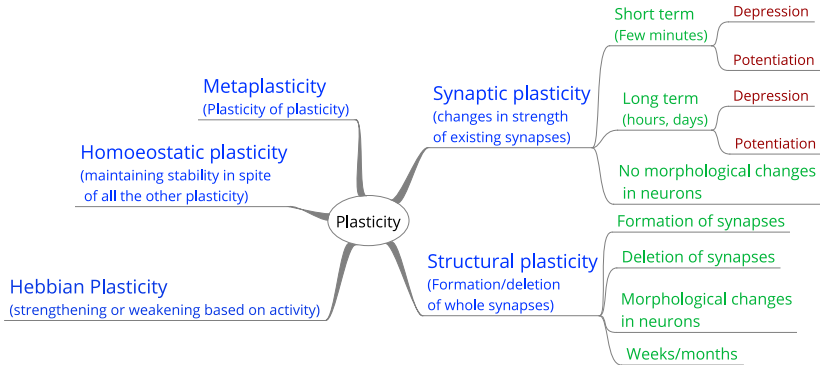 Plasticity
Metaplasticity
(Plasticity of plasticity)
Homoeostatic plasticity
(maintaining stability in spite
of all the other plasticity)
Hebbian Plasticity
(strengthening or weakening based on activity)
Synaptic plasticity
(changes in strength
of existing synapses)
Short term
(Few minutes)
Depression
Potentiation
Long term
(hours, days)
Depression
Potentiation
No morphological changes
in neurons
Structural plasticity
(Formation/deletion
of whole synapses)
Formation of synapses
Deletion of synapses
Morphological changes
in neurons
Weeks/months